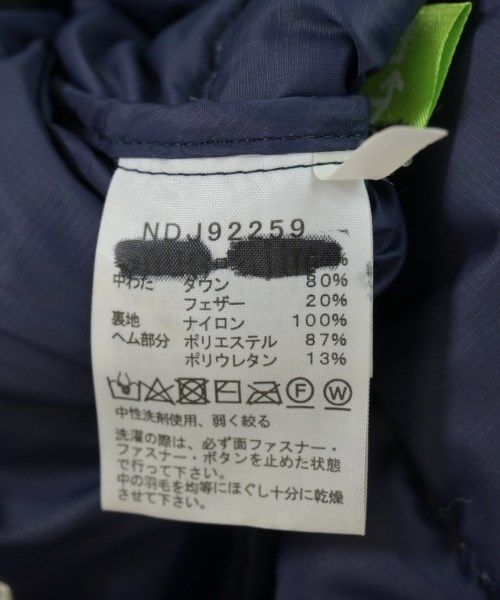 NDJ92259
中わた ダウン 80%
フェザー 20%
裏地 ナイロン 100%
ヘム部分 ポリエステル 87%
ポリウレタン 13%
F W
中性洗剤使用、弱く絞る
洗濯の際は、必ず面ファスナー・
ファスナー・ボタンを止めた状態
で行って下さい。
中の羽毛を均等にほぐし十分に乾燥
させて下さい。